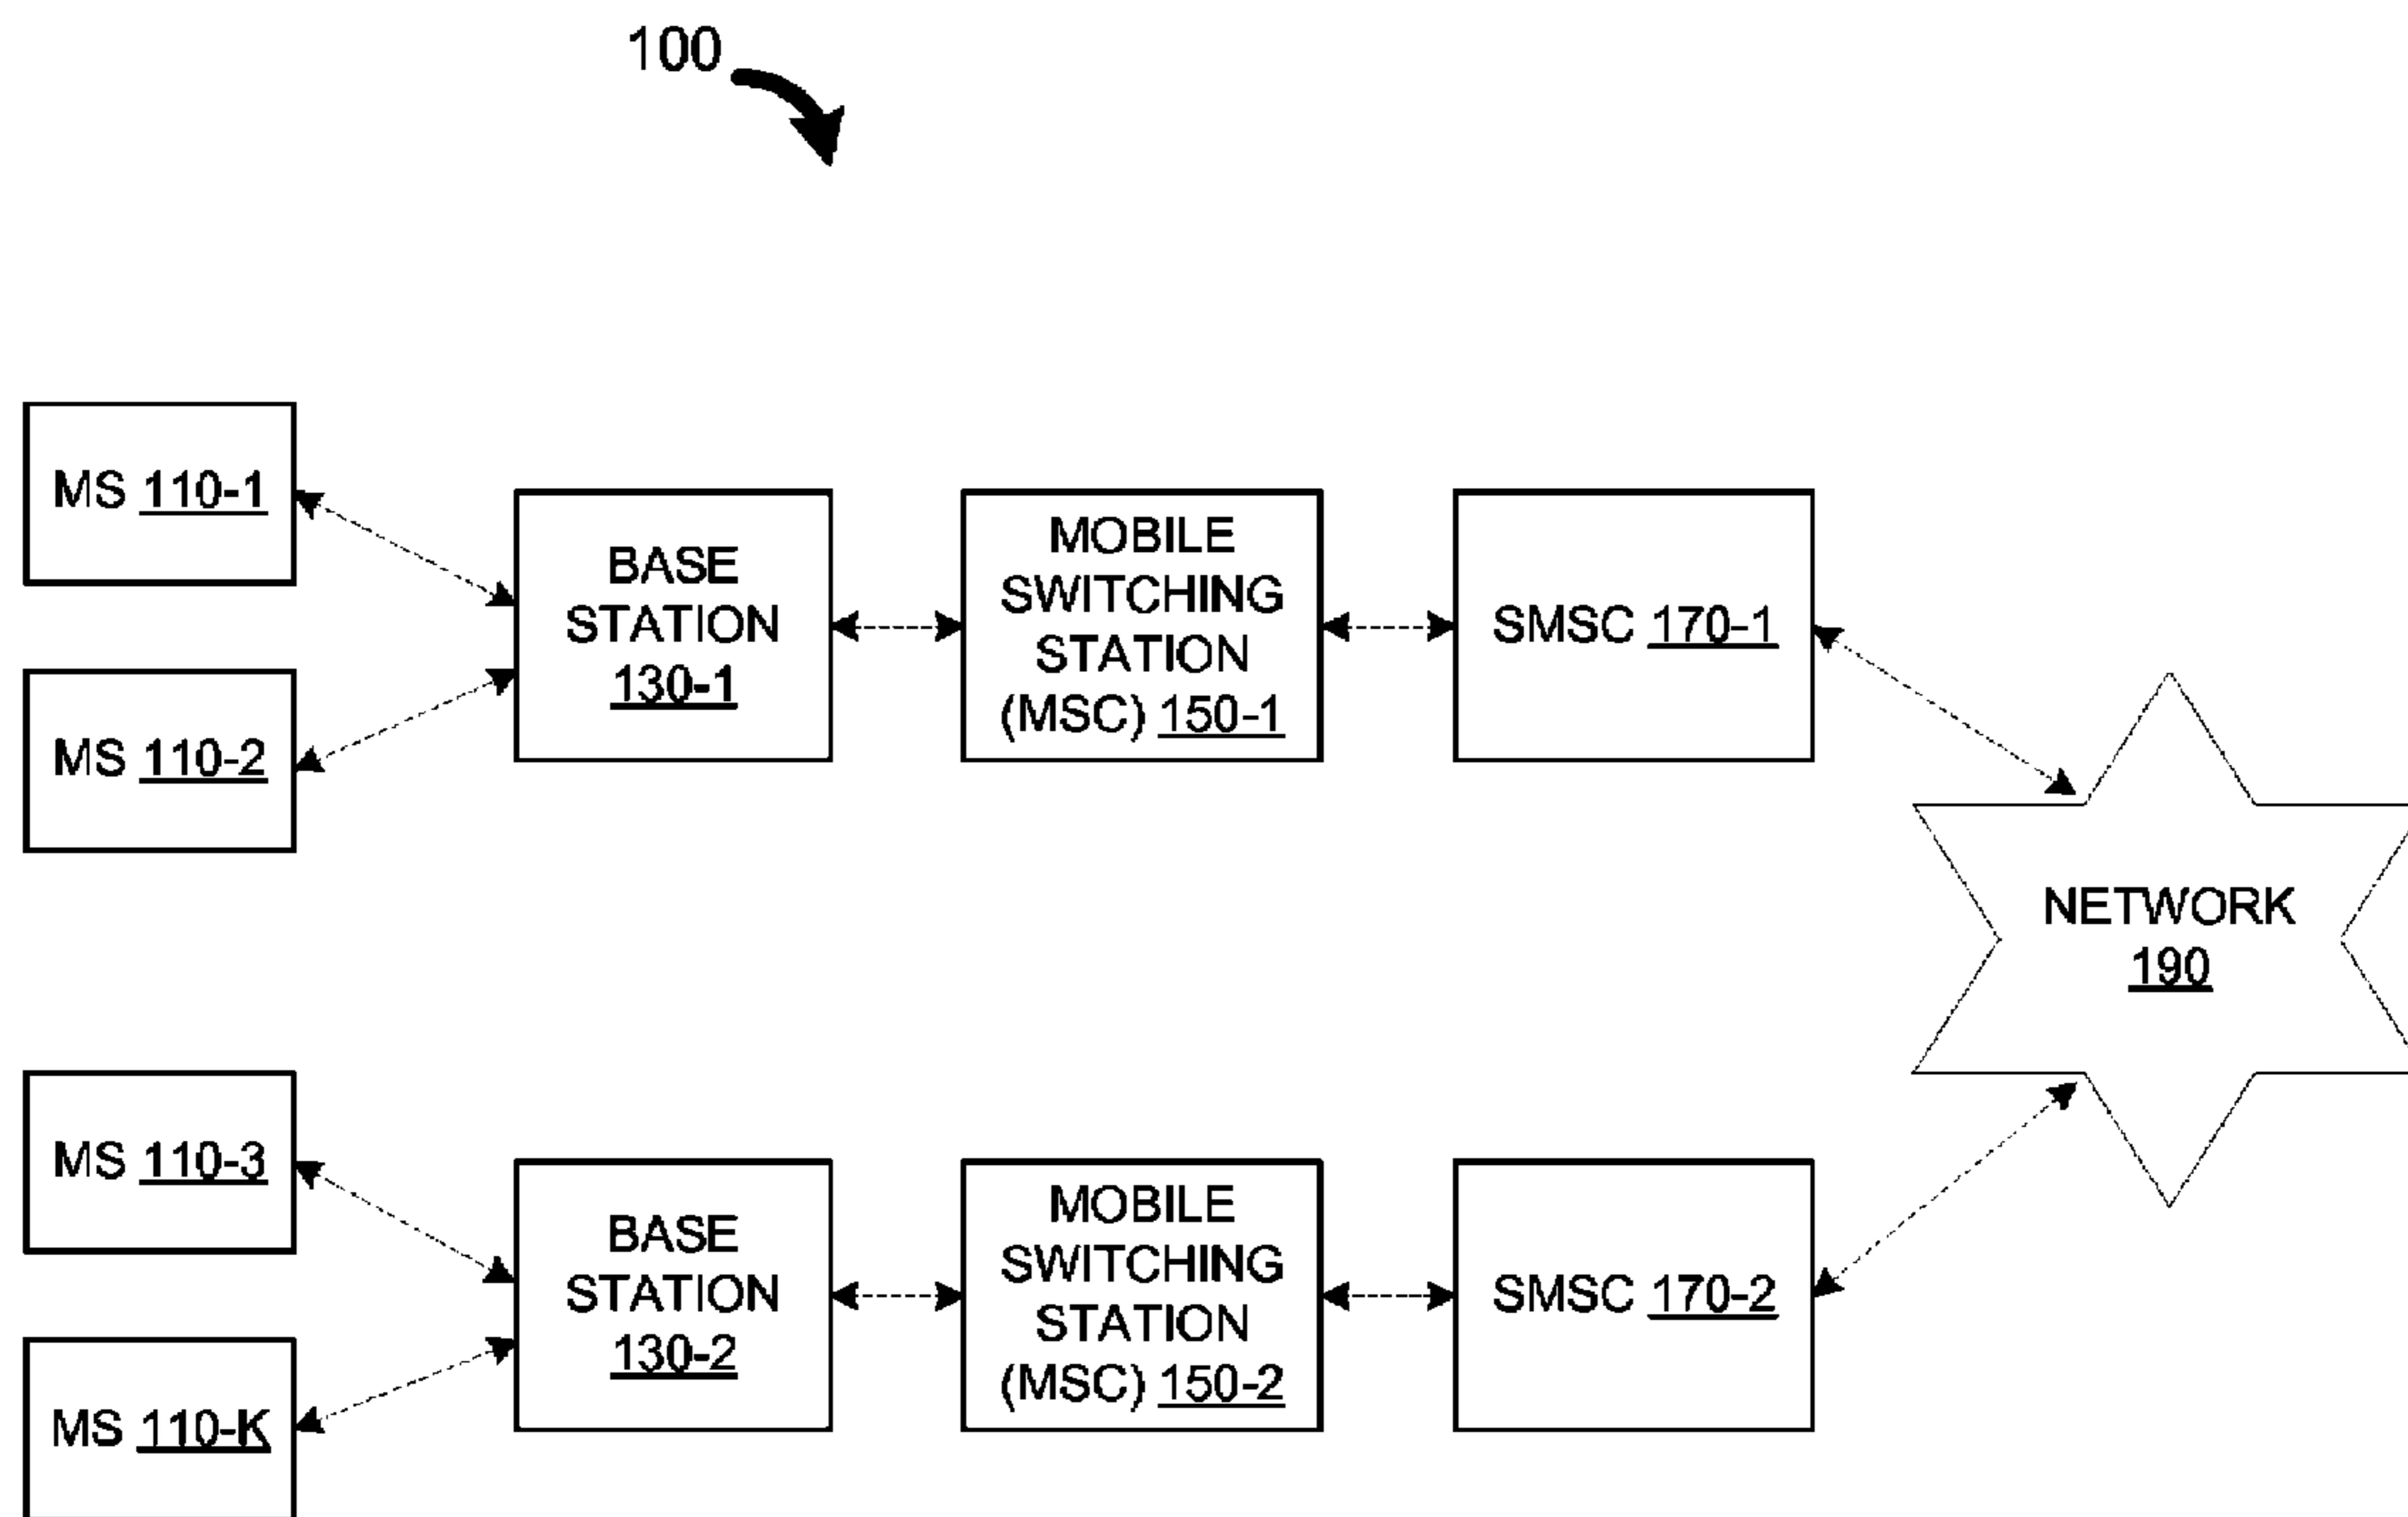 100
MS 110-1
MS 110-2
BASE
STATION
130-1
MOBILE
SWITCHING
STATION
(MSC) 150-1
SMSC 170-1
NETWORK
190
MS 110-3
MS 110-K
BASE
STATION
130-2
MOBILE
SWITCHING
STATION
(MSC) 150-2
SMSC 170-2